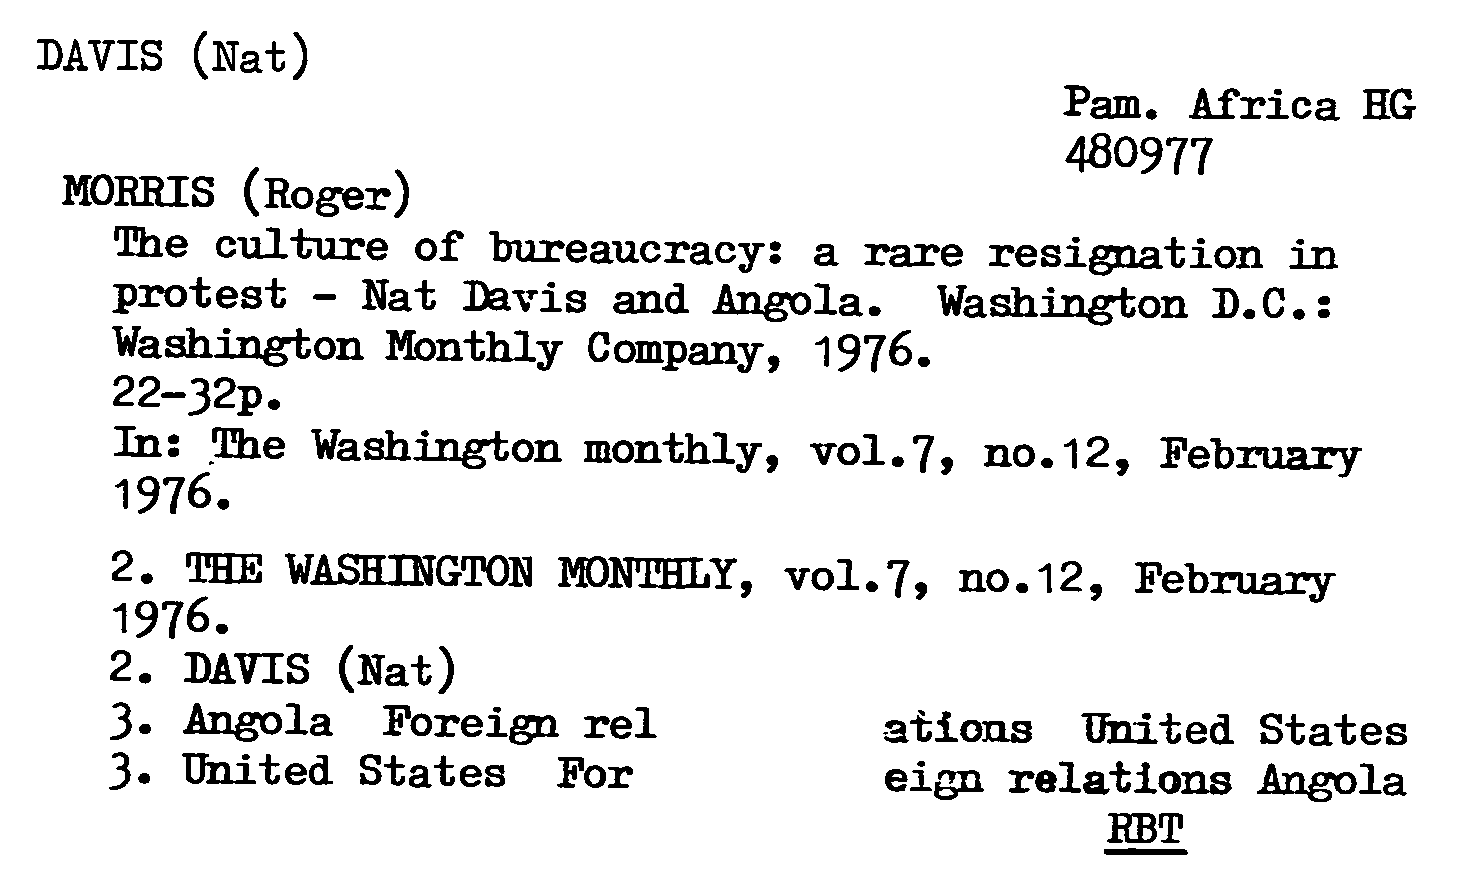 DAVIS (Nat)
Pam. Africa HG
480977
MORRIS (Roger)
The culture of bureaucracy: a rare resignation in
protest - Nat Davis and Angola.  Washington D.C.:
Washington Monthly Company, 1976.
22-32p.
In: The Washington monthly, vol.7, no.12, February
1976.
2. THE WASHINGTON MONTHLY, vol.7, no.12, February
1976.
2. DAVIS (Nat)
3. Angola  Foreign rel ations  United States
3. United States  For eign relations Angola
RBT